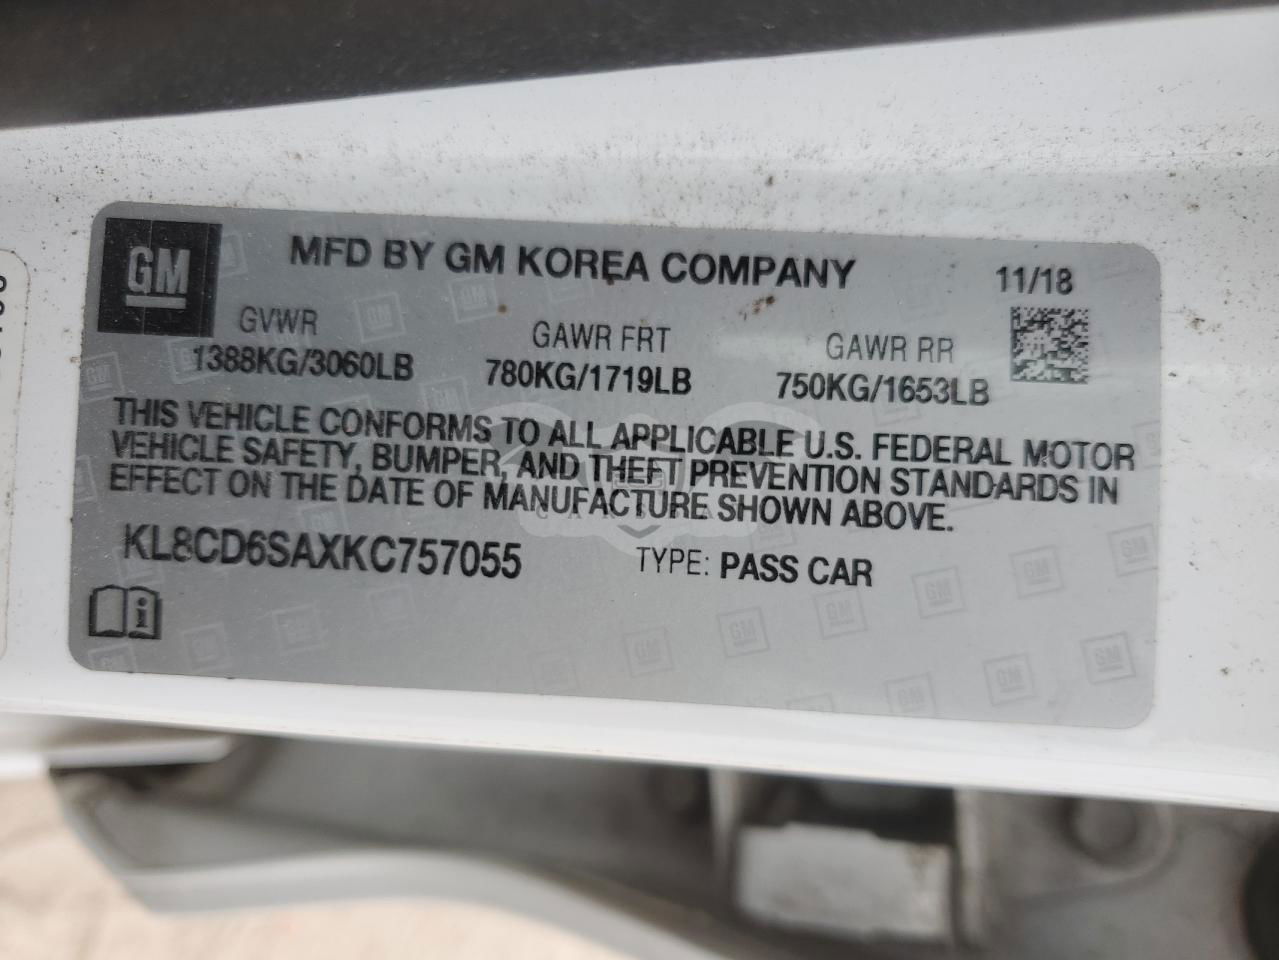 GM
MFD BY GM KOREA COMPANY
11/18
GVWR
GAWR FRT
GAWR RR
1388KG/3060LB
780KG/1719LB
750KG/1653LB
THIS VEHICLE CONFORMS TO ALL APPLICABLE U.S. FEDERAL MOTOR
VEHICLE SAFETY, BUMPER, AND THEFT PREVENTION STANDARDS IN
EFFECT ON THE DATE OF MANUFACTURE SHOWN ABOVE.
KL8CD6SAXKC757055
TYPE: PASS CAR